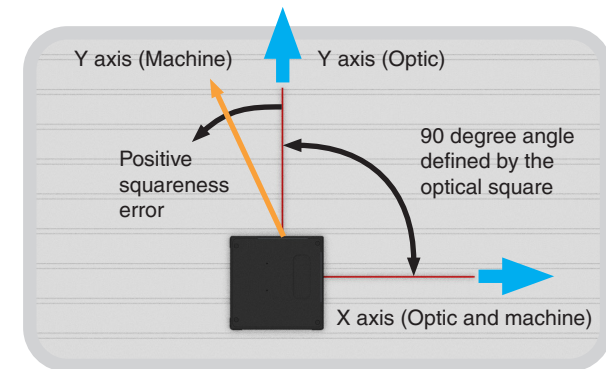 Y axis (Machine)
Y axis (Optic)
Positive
squareness
error
90 degree angle
defined by the
optical square
X axis (Optic and machine)